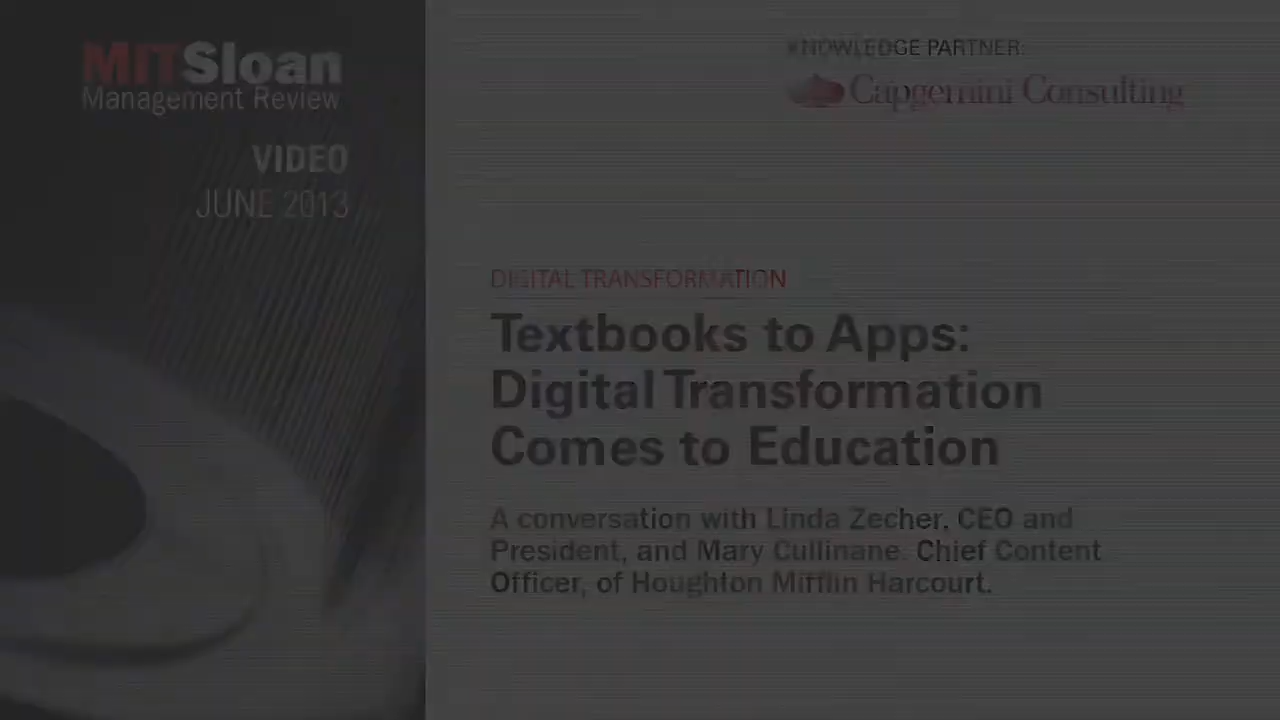 MITSloan
Management Review
VIDEO
JUNE 2013
KNOWLEDGE PARTNER:
Capgemini Consulting
DIGITAL TRANSFORMATION
Textbooks to Apps:
Digital Transformation
Comes to Education
A conversation with Linda Zecher, CEO and
President, and Mary Cullinane, Chief Content
Officer, of Houghton Mifflin Harcourt.